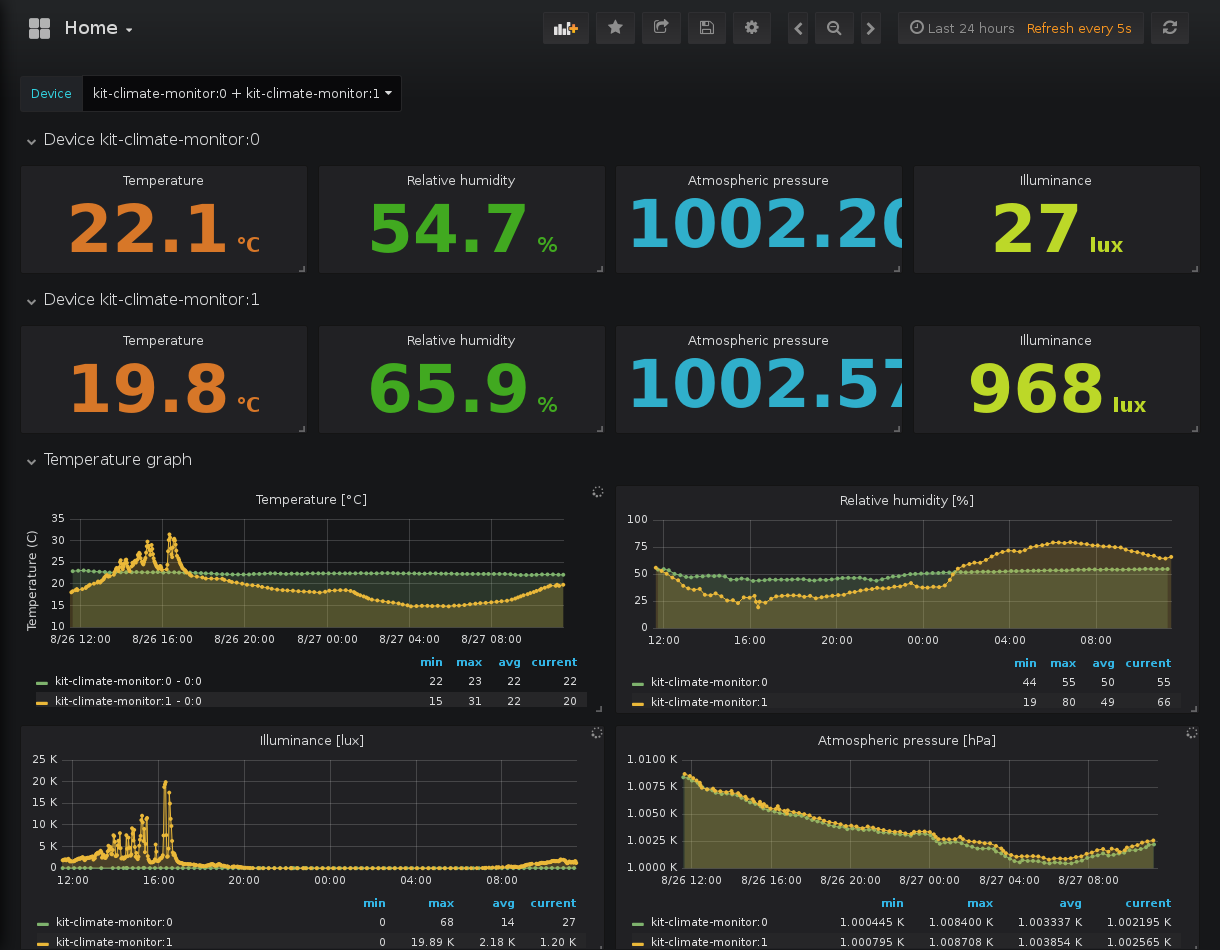 Home
Last 24 hours Refresh every 5s
Device kit-climate-monitor:0 + kit-climate-monitor:1
Device kit-climate-monitor:0
Temperature
22.1 °C
Relative humidity
54.7 %
Atmospheric pressure
1002.20
Illuminance
27 lux
Device kit-climate-monitor:1
Temperature
19.8 °C
Relative humidity
65.9 %
Atmospheric pressure
1002.57
Illuminance
968 lux
Temperature graph
Temperature [°C]
Temperature (C)
35
30
25
20
15
10
8/26 12:00 8/26 16:00 8/26 20:00 8/27 00:00 8/27 04:00 8/27 08:00
min max avg current
kit-climate-monitor:0 - 0:0 22 23 22 22
kit-climate-monitor:1 - 0:0 15 31 22 20
Relative humidity [%]
100
75
50
25
0
12:00 16:00 20:00 00:00 04:00 08:00
min max avg current
kit-climate-monitor:0 44 55 50 55
kit-climate-monitor:1 19 80 49 66
Illuminance [lux]
25 K
20 K
15 K
10 K
5 K
0
12:00 16:00 20:00 00:00 04:00 08:00
min max avg current
kit-climate-monitor:0 0 68 14 27
kit-climate-monitor:1 0 19.89 K 2.18 K 1.20 K
Atmospheric pressure [hPa]
1.0100 K
1.0075 K
1.0050 K
1.0025 K
1.0000 K
8/26 12:00 8/26 16:00 8/26 20:00 8/27 00:00 8/27 04:00 8/27 08:00
min max avg current
kit-climate-monitor:0 1.000445 K 1.008400 K 1.003337 K 1.002195 K
kit-climate-monitor:1 1.000795 K 1.008708 K 1.003854 K 1.002565 K